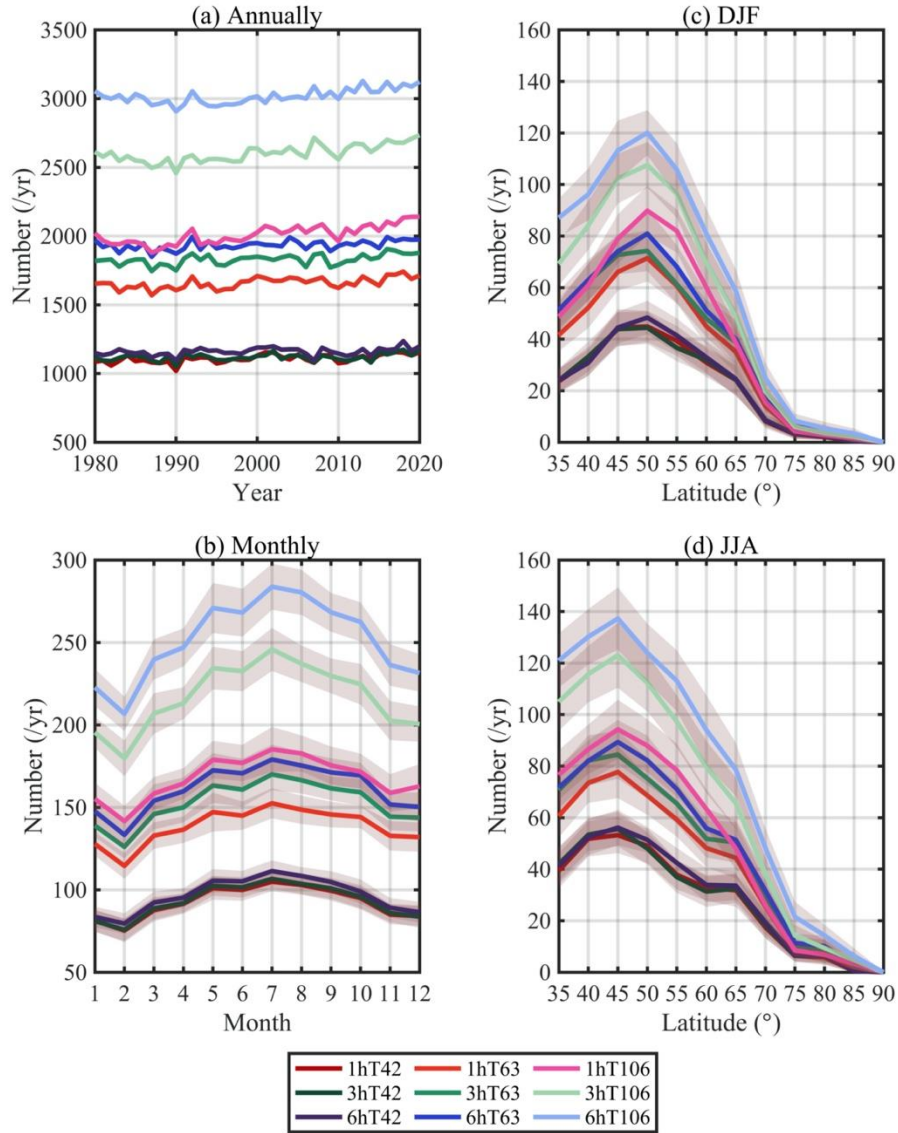 (a) Annually
3500
3000
2500
2000
1500
1000
500
Number (/yr)
1980 1990 2000 2010 2020
Year
(c) DJF
160
140
120
100
80
60
40
20
0
Number (/yr)
35 40 45 50 55 60 65 70 75 80 85 90
Latitude (°)
(b) Monthly
300
250
200
150
100
50
Number (/yr)
1 2 3 4 5 6 7 8 9 10 11 12
Month
(d) JJA
160
140
120
100
80
60
40
20
0
Number (/yr)
35 40 45 50 55 60 65 70 75 80 85 90
Latitude (°)
1hT42 1hT63 1hT106
3hT42 3hT63 3hT106
6hT42 6hT63 6hT106